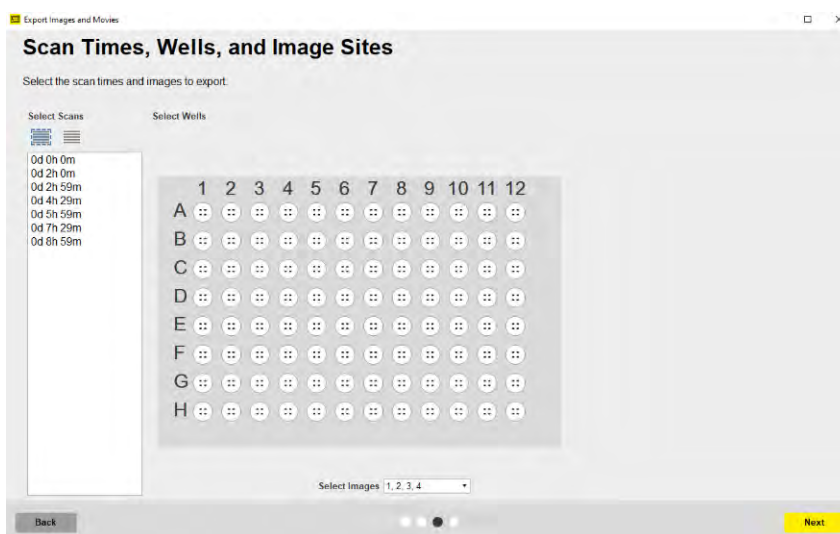 Export Images and Movies
Scan Times, Wells, and Image Sites
Select the scan times and images to export.
Select Scans
Select Wells
0d 0h 0m
0d 2h 0m
0d 2h 59m
0d 4h 29m
0d 5h 59m
0d 7h 29m
0d 8h 59m
1 2 3 4 5 6 7 8 9 10 11 12
A
B
C
D
E
F
G
H
Select Images 1, 2, 3, 4
Back
Next